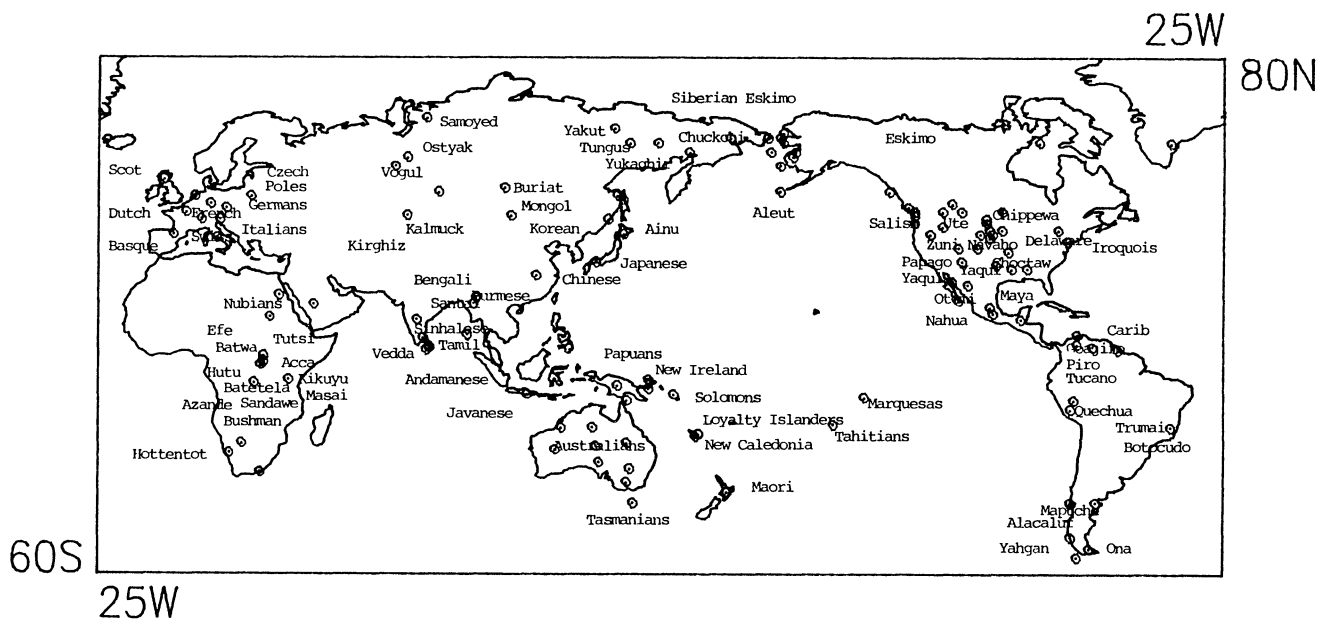 25W
80N
Siberian Eskimo
Samoyed
Yakut
Chuckchi
Eskimo
Tungus
Ostyak
Yukaghir
Scot
Vogul
Czech
Poles
Buriat
Germans
Mongol
Dutch
French
Aleut
Chippewa
Salish
Ute
Kalmuck
Korean
Ainu
Italians
Basque
Kirghiz
Zuni
Navaho
Delaware
Iroquois
Japanese
Papago
Choctaw
Yaqui
Yaqui
Bengali
Chinese
Burmese
Nubians
Santal
Otomi
Maya
Nahua
Efe
Sinhalese
Carib
Tutsi
Batwa
Tamil
Vedda
Papuans
Acca
Piro
Hutu
New Ireland
Kikuyu
Andamanese
Tucano
Batetela
Masai
Solomons
Azande
Sandawe
Marquesas
Javanese
Quechua
Bushman
Loyalty Islanders
Trumai
Tahitians
Australians
New Caledonia
Botocudo
Hottentot
Maori
Mapuche
Tasmanians
Alacaluf
Yahgan
Ona
60S
25W